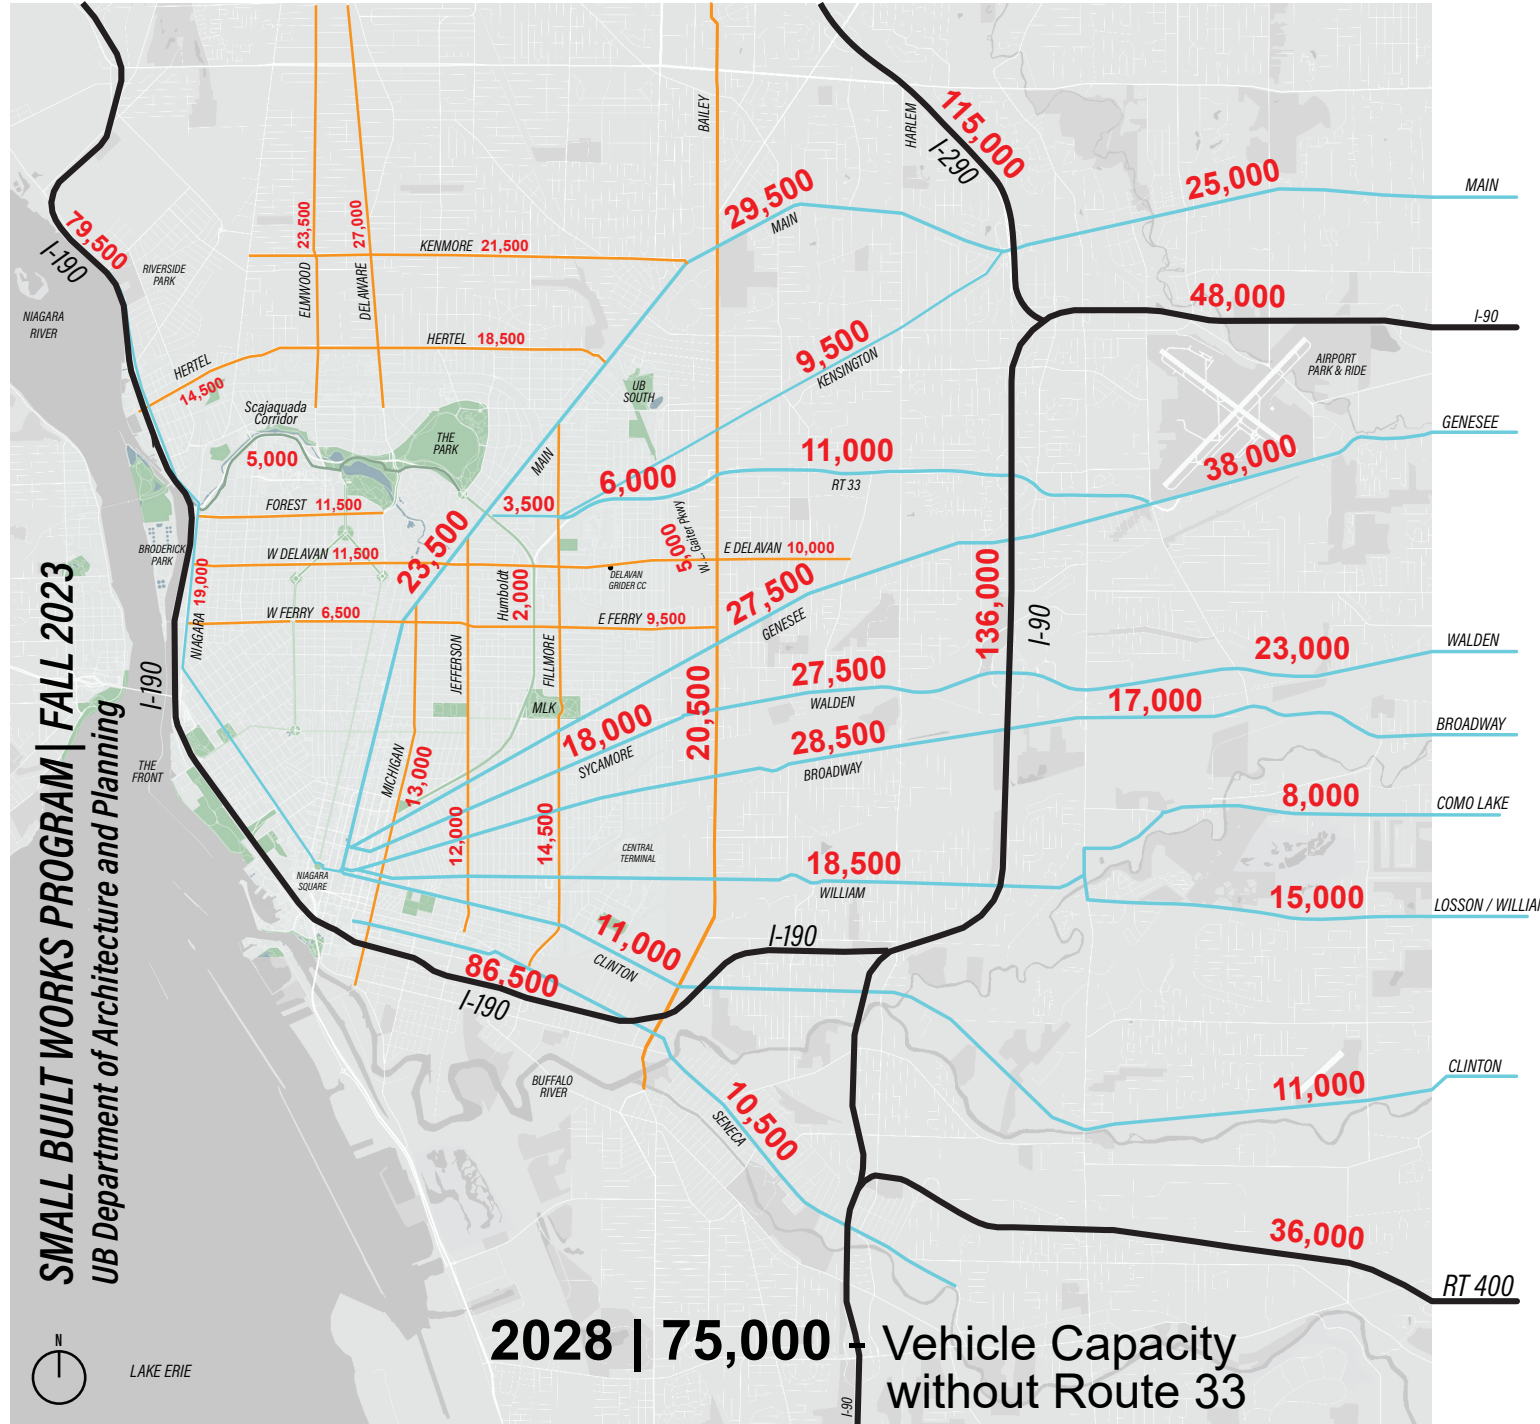 115,000
I-290
HARLEM
BAILEY
25,000
MAIN
29,500
MAIN
79,500
I-190
RIVERSIDE
PARK
23,500
27,000
KENMORE 21,500
ELMWOOD
DELAWARE
NIAGARA
RIVER
48,000
I-90
9,500
KENSINGTON
HERTEL 18,500
HERTEL
14,500
AIRPORT
PARK & RIDE
UB
SOUTH
Scajaquada
Corridor
5,000
THE
PARK
MAIN
GENESEE
38,000
11,000
RT 33
6,000
3,500
FOREST 11,500
23,500
W.L. Gaiter Pkwy
5,000
BRODERICK
PARK
W DELAVAN 11,500
E DELAVAN 10,000
DELAVAN
GRIDER CC
19,000
NIAGARA
W FERRY 6,500
Humboldt
2,000
E FERRY 9,500
27,500
GENESEE
136,000
I-90
JEFFERSON
FILLMORE
WALDEN
23,000
27,500
WALDEN
I-190
MLK
20,500
18,000
SYCAMORE
17,000
BROADWAY
28,500
BROADWAY
THE
FRONT
MICHIGAN
13,000
12,000
14,500
8,000
COMO LAKE
CENTRAL
TERMINAL
NIAGARA
SQUARE
18,500
WILLIAM
15,000
LOSSON / WILLIA
11,000
CLINTON
I-190
86,500
I-190
BUFFALO
RIVER
CLINTON
11,000
10,500
SENECA
36,000
RT 400
SMALL BUILT WORKS PROGRAM | FALL 2023
UB Department of Architecture and Planning
N
LAKE ERIE
2028 | 75,000 - Vehicle Capacity
without Route 33
I-90